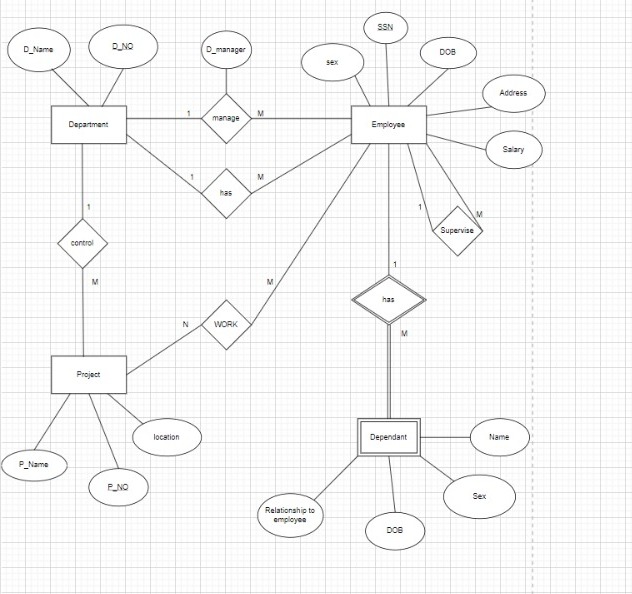 SSN
D_Name
D_NO
D_manager
DOB
sex
Address
Department
1
manage
M
Employee
Salary
1
has
M
1
1
M
Supervise
control
1
M
M
has
N
WORK
M
Project
location
Dependant
Name
P_Name
P_NO
Sex
Relationship to
employee
DOB